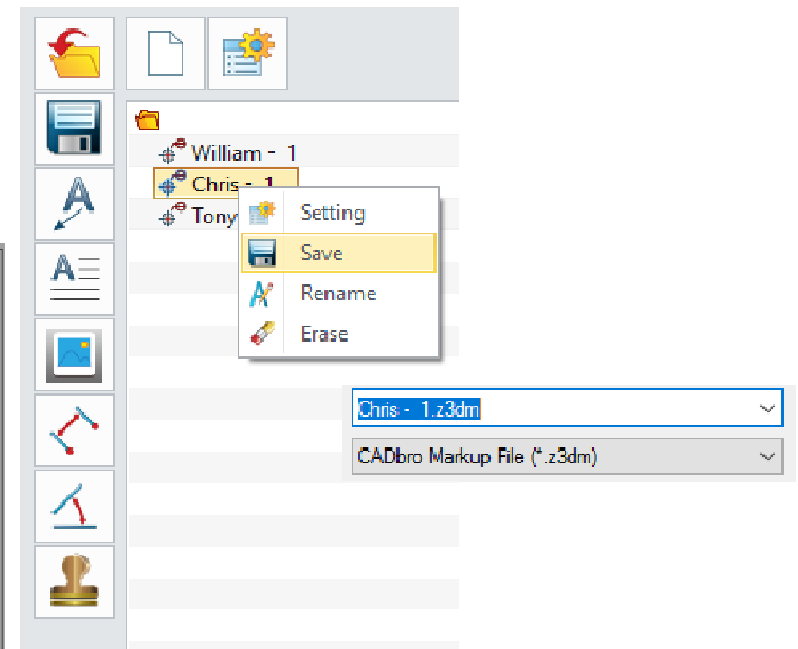 William - 1
Chris - 1
Tony
Setting
Save
Rename
Erase
Chris - 1.z3dm
CADbro Markup File (*.z3dm)